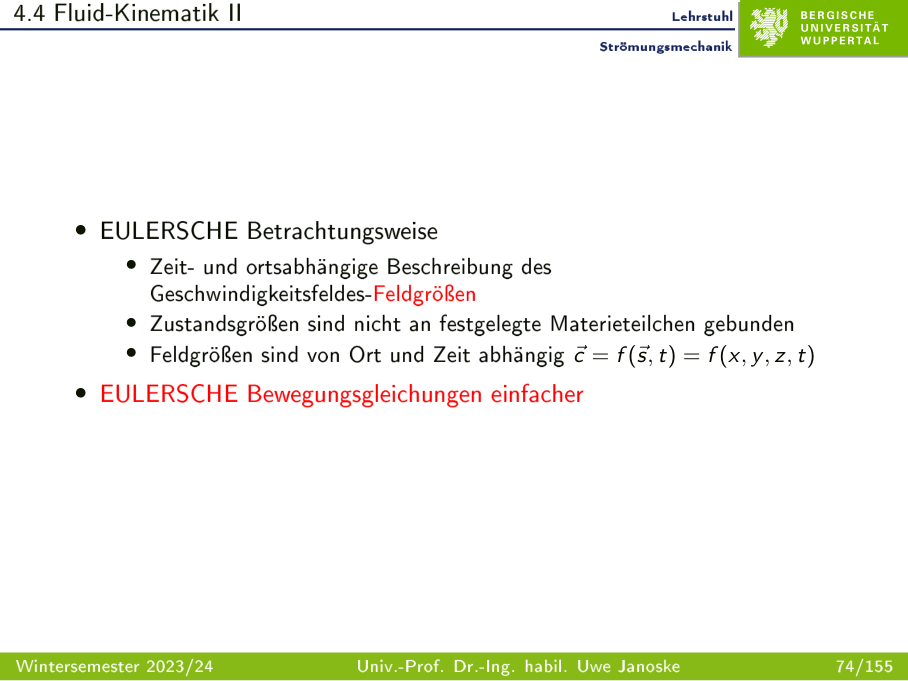 4.4 Fluid-Kinematik II
Lehrstuhl
Strömungsmechanik
BERGISCHE
UNIVERSITÄT
WUPPERTAL
• EULERSCHE Betrachtungsweise
• Zeit- und ortsabhängige Beschreibung des
Geschwindigkeitsfeldes-Feldgrößen
• Zustandsgrößen sind nicht an festgelegte Materieteilchen gebunden
• Feldgrößen sind von Ort und Zeit abhängig $\vec{c} = f(\vec{s}, t) = f(x, y, z, t)$
• EULERSCHE Bewegungsgleichungen einfacher
Wintersemester 2023/24
Univ.-Prof. Dr.-Ing. habil. Uwe Janoske
74/155